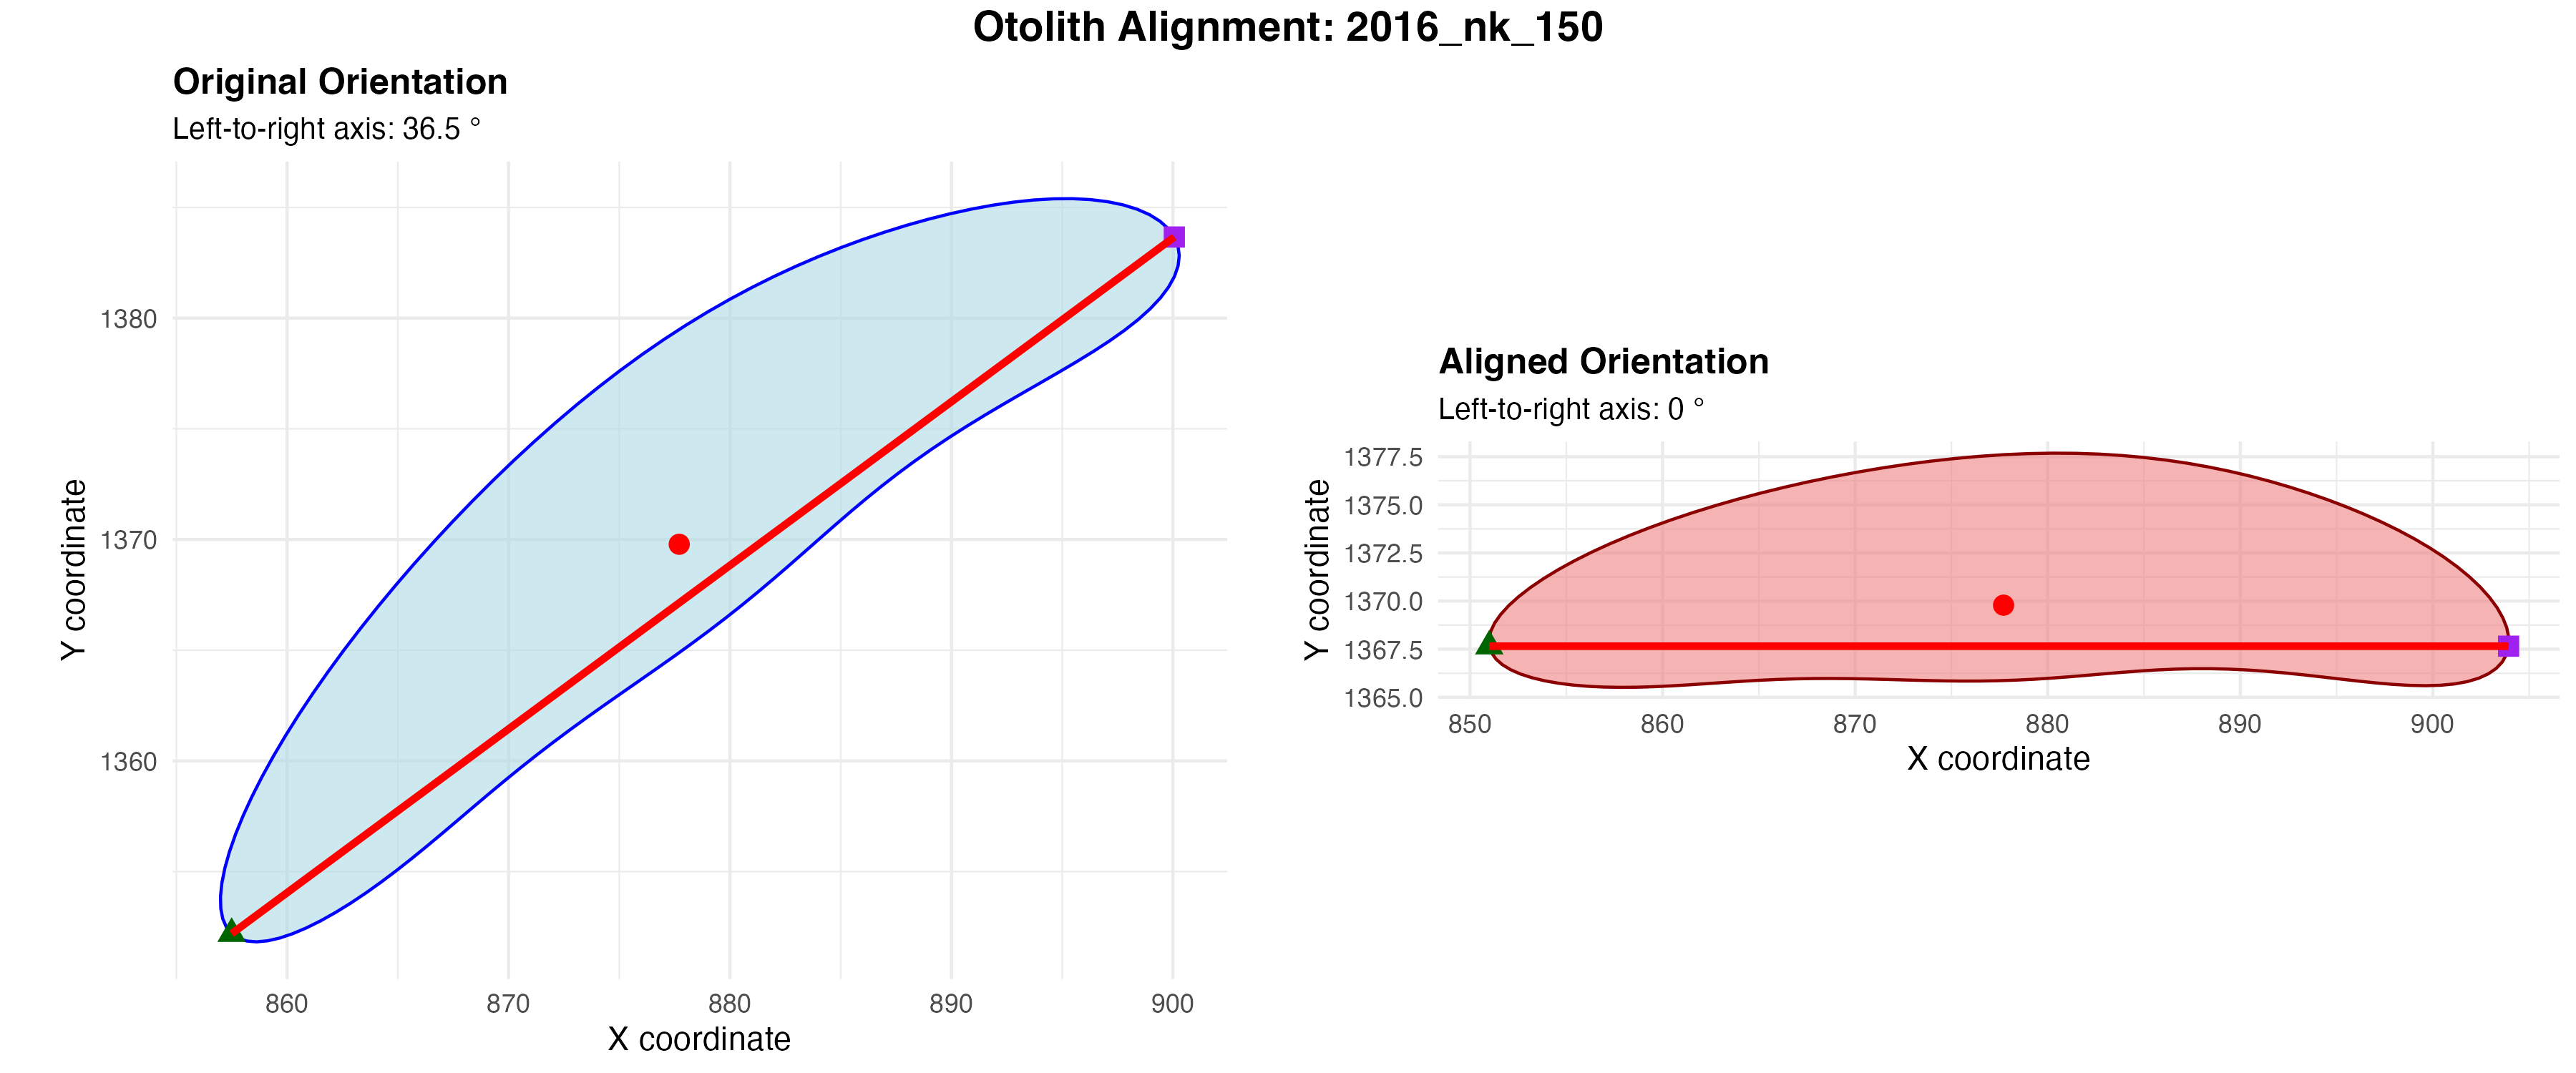 Otolith Alignment: 2016_nk_150
Original Orientation
Left-to-right axis: 36.5 °
1380
1370
1360
Y coordinate
860 870 880 890 900
X coordinate
Aligned Orientation
Left-to-right axis: 0 °
1377.5
1375.0
1372.5
1370.0
1367.5
1365.0
Y coordinate
850 860 870 880 890 900
X coordinate